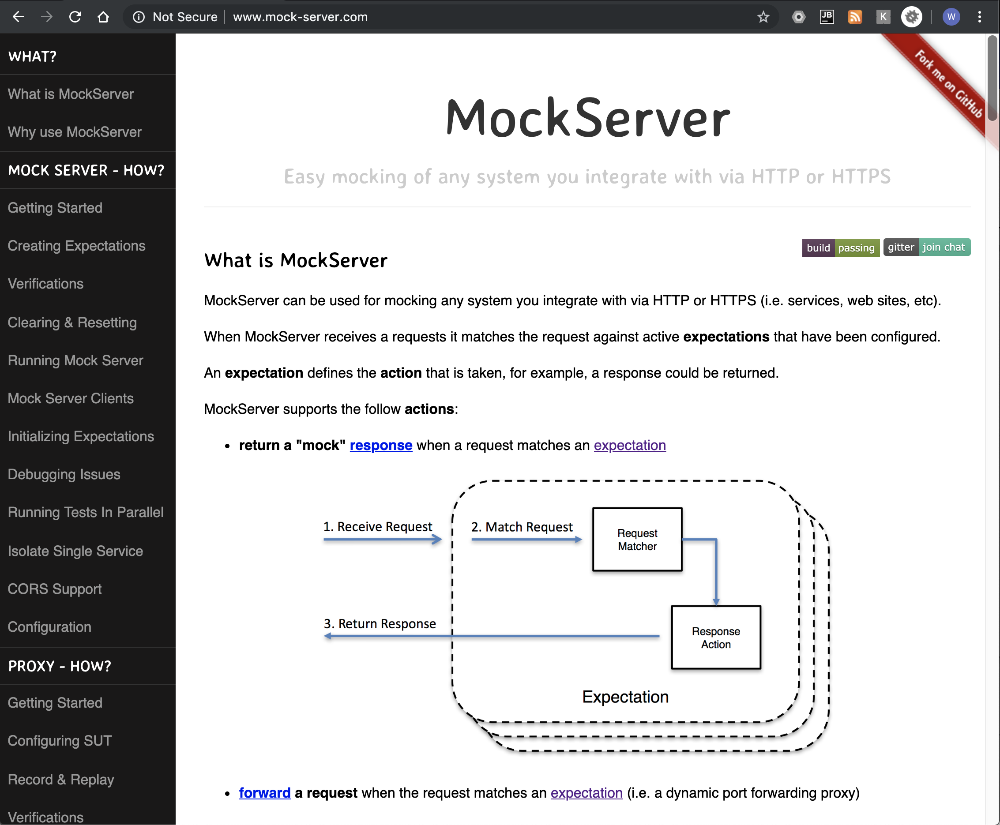 Not Secure www.mock-server.com
JB
K
W
WHAT?
What is MockServer
Why use MockServer
MOCK SERVER - HOW?
Getting Started
Creating Expectations
Verifications
Clearing & Resetting
Running Mock Server
Mock Server Clients
Initializing Expectations
Debugging Issues
Running Tests In Parallel
Isolate Single Service
CORS Support
Configuration
PROXY - HOW?
Getting Started
Configuring SUT
Record & Replay
Verifications
Fork me on GitHub
MockServer
Easy mocking of any system you integrate with via HTTP or HTTPS
build passing gitter join chat
What is MockServer
MockServer can be used for mocking any system you integrate with via HTTP or HTTPS (i.e. services, web sites, etc).
When MockServer receives a requests it matches the request against active expectations that have been configured.
An expectation defines the action that is taken, for example, a response could be returned.
MockServer supports the follow actions:
• return a "mock" response when a request matches an expectation
1. Receive Request
2. Match Request
Request
Matcher
3. Return Response
Response
Action
Expectation
• forward a request when the request matches an expectation (i.e. a dynamic port forwarding proxy)